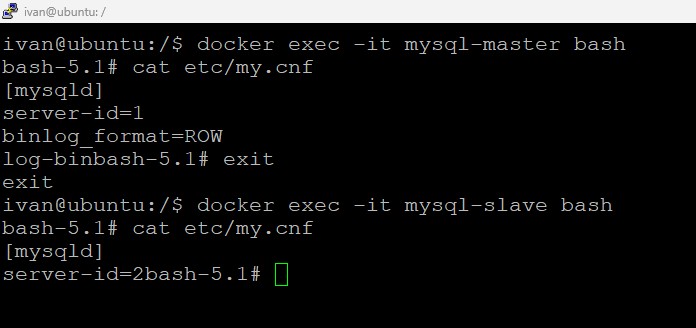 ivan@ubuntu: /
ivan@ubuntu:/$ docker exec -it mysql-master bash
bash-5.1# cat etc/my.cnf
[mysqld]
server-id=1
binlog_format=ROW
log-binbash-5.1# exit
exit
ivan@ubuntu:/$ docker exec -it mysql-slave bash
bash-5.1# cat etc/my.cnf
[mysqld]
server-id=2bash-5.1#